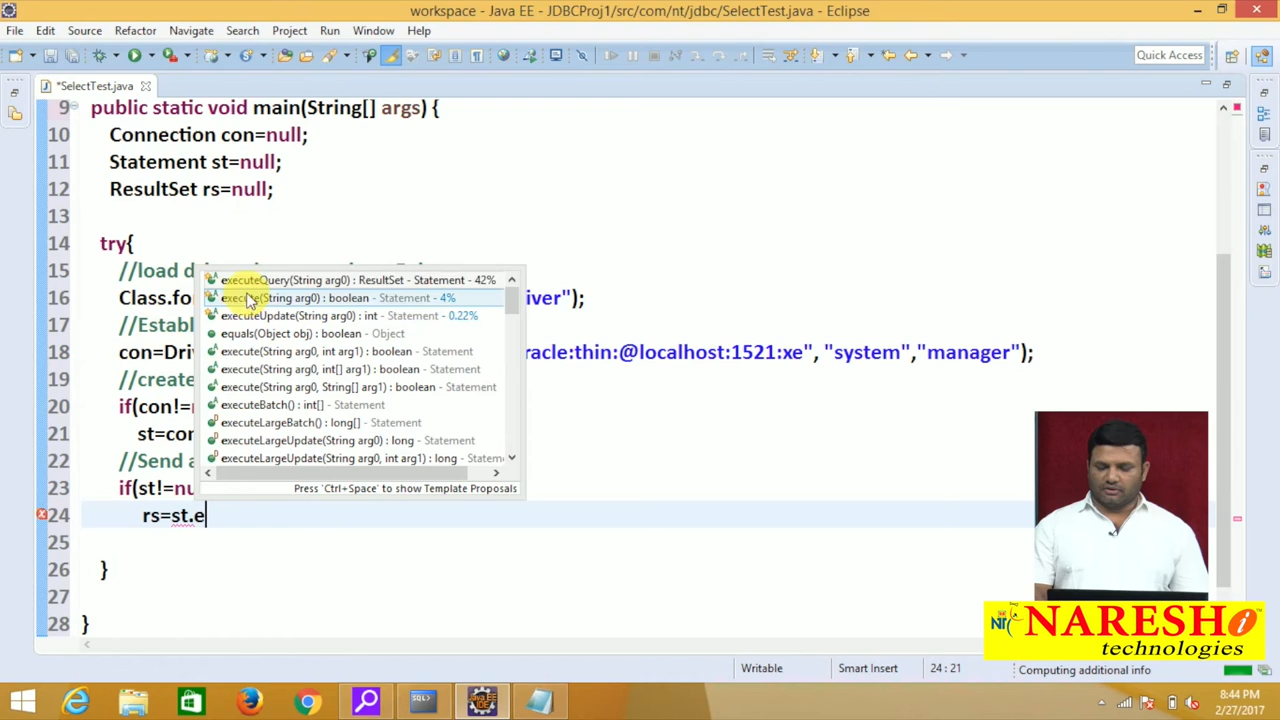 workspace - Java EE - JDBCProj1/src/com/nt/jdbc/SelectTest.java - Eclipse
File Edit Source Refactor Navigate Search Project Run Window Help
Quick Access
*SelectTest.java
9 public static void main(String[] args) {
10 Connection con=null;
11 Statement st=null;
12 ResultSet rs=null;
13
14 try{
15 //load d
16 Class.for iver");
17 //Establ
18 con=Dri racle:thin:@localhost:1521:xe", "system","manager");
19 //create
20 if(con!=n
21 st=con
22 //Send a
23 if(st!=nu
24 rs=st.e
25
26 }
27
28 }
executeQuery(String arg0) : ResultSet - Statement - 42%
execute(String arg0) : boolean - Statement - 4%
executeUpdate(String arg0) : int - Statement - 0.22%
equals(Object obj) : boolean - Object
execute(String arg0, int arg1) : boolean - Statement
execute(String arg0, int[] arg1) : boolean - Statement
execute(String arg0, String[] arg1) : boolean - Statement
executeBatch() : int[] - Statement
executeLargeBatch() : long[] - Statement
executeLargeUpdate(String arg0) : long - Statement
executeLargeUpdate(String arg0, int arg1) : long - Statem
Press 'Ctrl+Space' to show Template Proposals
NT NARESH i
technologies
Writable Smart Insert 24 : 21 Computing additional info
SQL>
Java EE
IDE
8:44 PM
2/27/2017